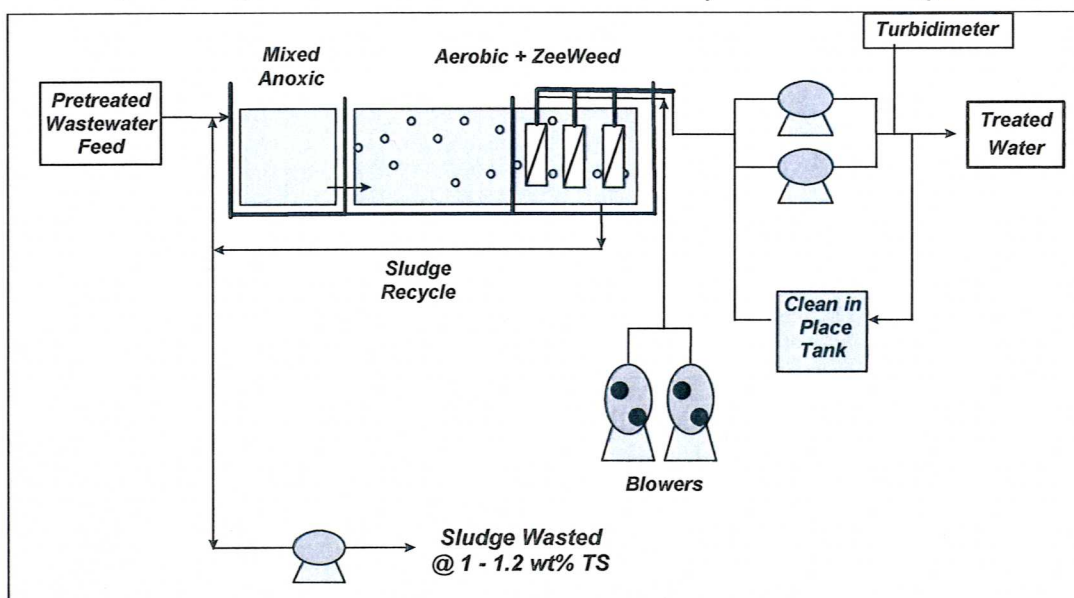 Turbidimeter
Mixed
Anoxic
Aerobic + ZeeWeed
Pretreated
Wastewater
Feed
Treated
Water
Sludge
Recycle
Clean in
Place
Tank
Blowers
Sludge Wasted
@ 1 - 1.2 wt% TS